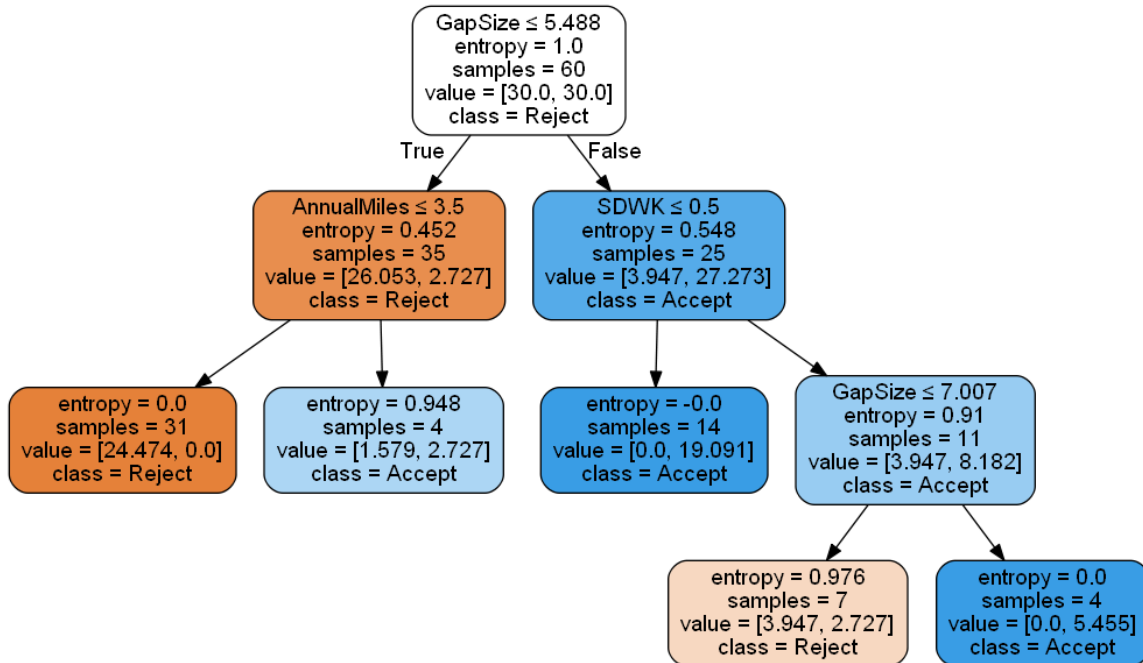 GapSize ≤ 5.488
entropy = 1.0
samples = 60
value = [30.0, 30.0]
class = Reject
True
False
AnnualMiles ≤ 3.5
entropy = 0.452
samples = 35
value = [26.053, 2.727]
class = Reject
SDWK ≤ 0.5
entropy = 0.548
samples = 25
value = [3.947, 27.273]
class = Accept
entropy = 0.0
samples = 31
value = [24.474, 0.0]
class = Reject
entropy = 0.948
samples = 4
value = [1.579, 2.727]
class = Accept
entropy = -0.0
samples = 14
value = [0.0, 19.091]
class = Accept
GapSize ≤ 7.007
entropy = 0.91
samples = 11
value = [3.947, 8.182]
class = Accept
entropy = 0.976
samples = 7
value = [3.947, 2.727]
class = Reject
entropy = 0.0
samples = 4
value = [0.0, 5.455]
class = Accept